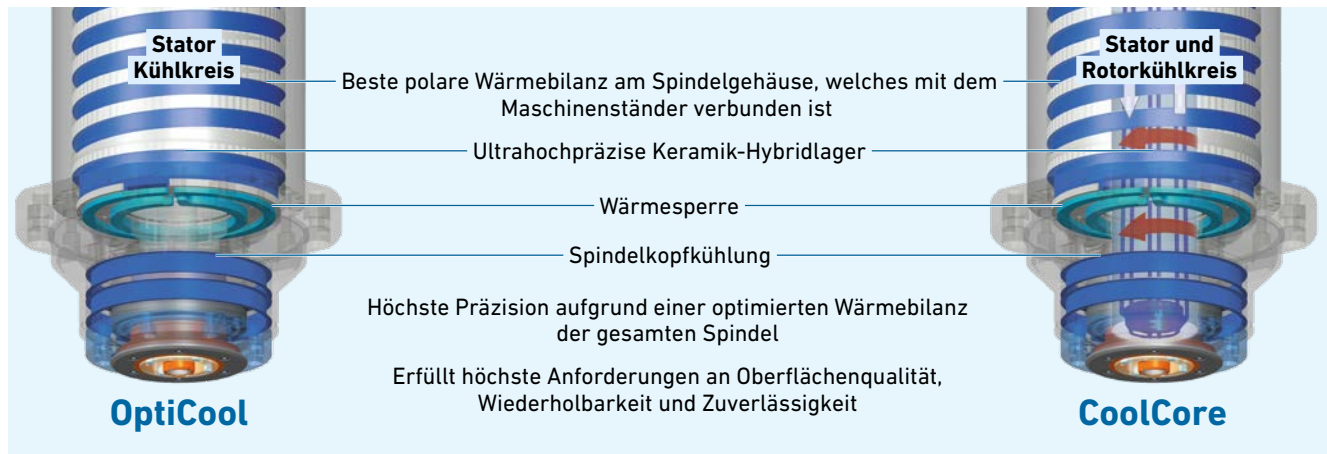 Stator
Kühlkreis
Stator und
Rotorkühlkreis
Beste polare Wärmebilanz am Spindelgehäuse, welches mit dem
Maschinenständer verbunden ist
Ultrahochpräzise Keramik-Hybridlager
Wärmesperre
Spindelkopfkühlung
Höchste Präzision aufgrund einer optimierten Wärmebilanz
der gesamten Spindel
Erfüllt höchste Anforderungen an Oberflächenqualität,
Wiederholbarkeit und Zuverlässigkeit
OptiCool
CoolCore